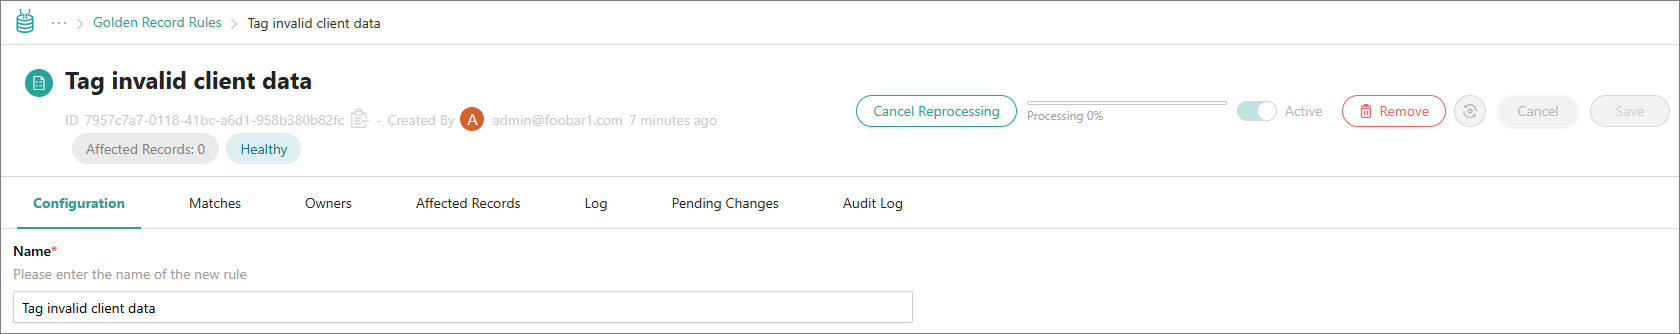 ··· > Golden Record Rules > Tag invalid client data
Tag invalid client data
ID 7957c7a7-0118-41bc-a6d1-958b380b82fc - Created By A admin@foobar1.com 7 minutes ago
Affected Records: 0 Healthy
Cancel Reprocessing Processing 0% Active Remove Cancel Save
Configuration Matches Owners Affected Records Log Pending Changes Audit Log
Name*
Please enter the name of the new rule
Tag invalid client data